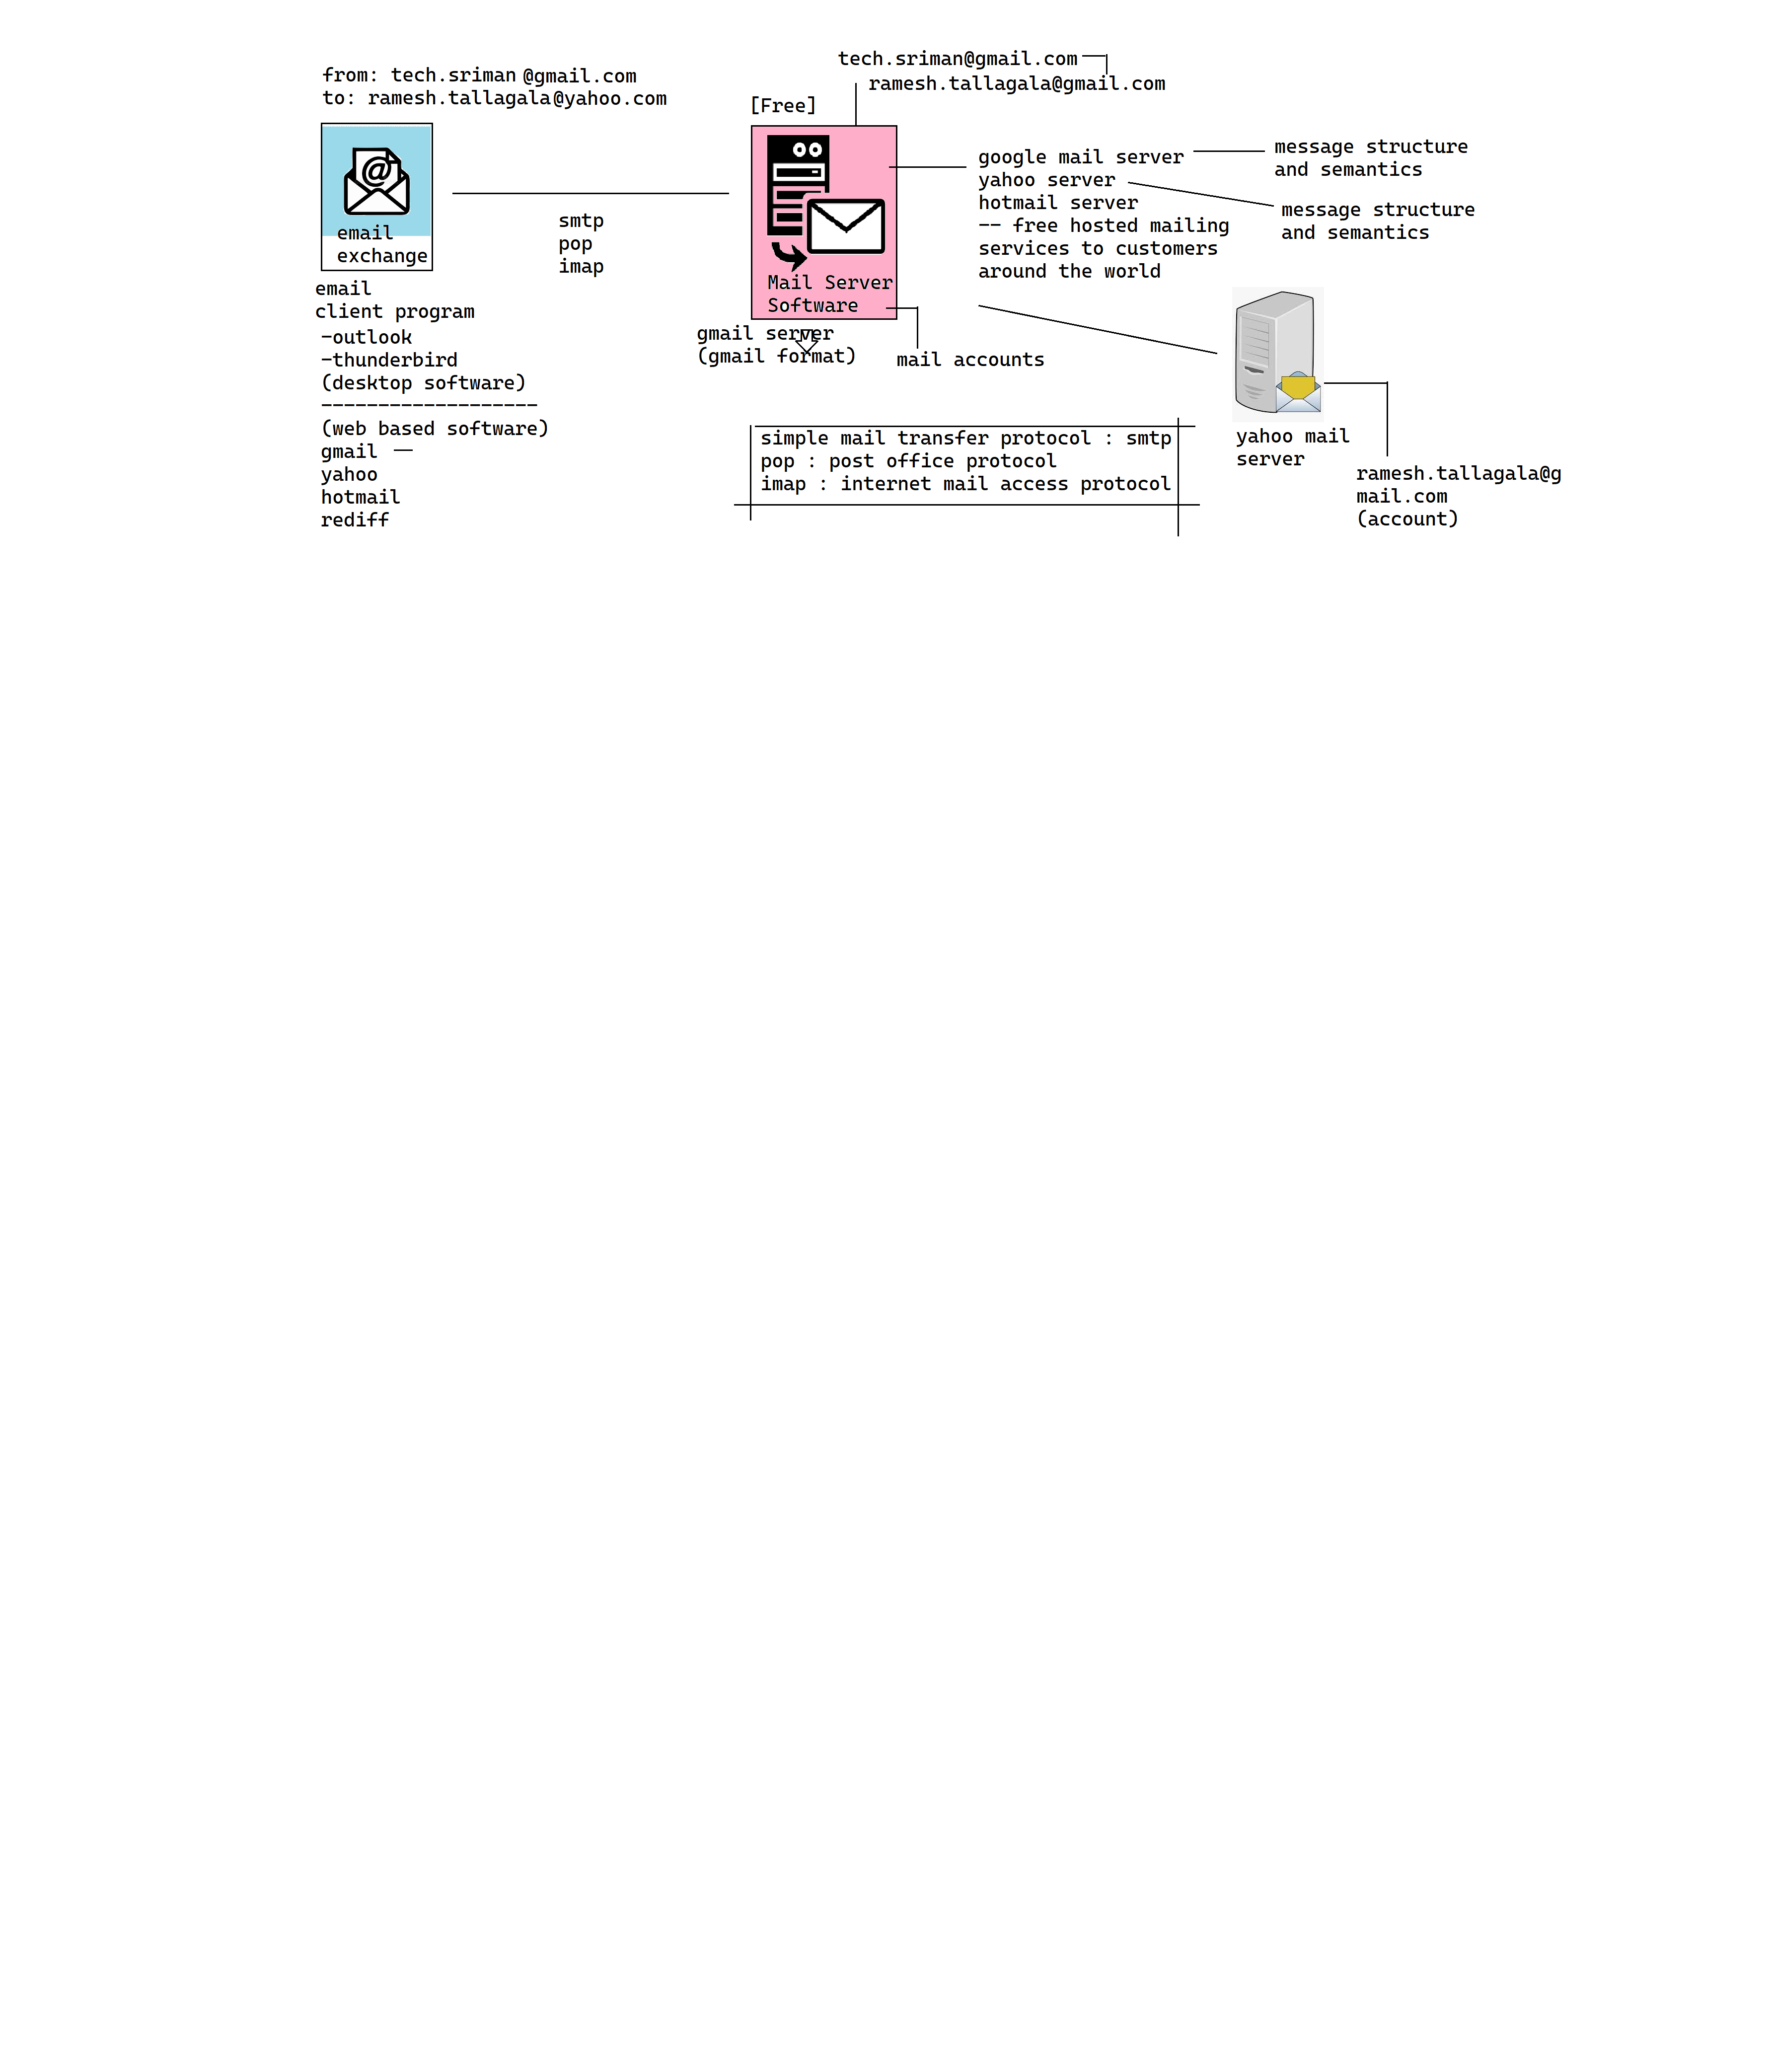 from: tech.sriman @gmail.com
to: ramesh.tallagala@yahoo.com
tech.sriman@gmail.com
ramesh.tallagala@gmail.com
[Free]
@
email
exchange
email
client program
-outlook
-thunderbird
(desktop software)
-------------------
(web based software)
gmail
yahoo
hotmail
rediff
smtp
pop
imap
Mail Server
Software
gmail server
(gmail format)
mail accounts
google mail server
yahoo server
hotmail server
-- free hosted mailing
services to customers
around the world
message structure
and semantics
message structure
and semantics
simple mail transfer protocol : smtp
pop : post office protocol
imap : internet mail access protocol
yahoo mail
server
ramesh.tallagala@g
mail.com
(account)